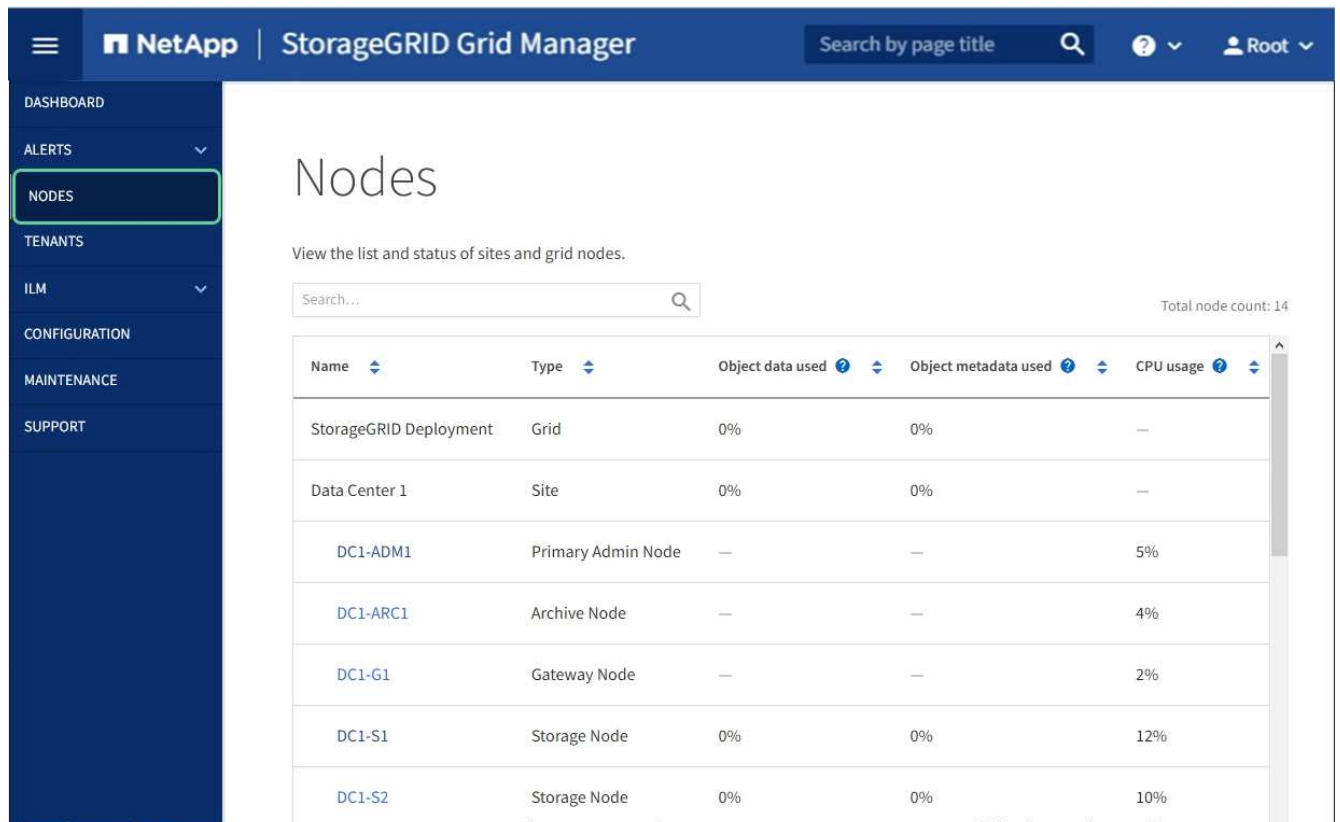 NetApp | StorageGRID Grid Manager
Search by page title
Root
DASHBOARD
ALERTS
NODES
TENANTS
ILM
CONFIGURATION
MAINTENANCE
SUPPORT
Nodes
View the list and status of sites and grid nodes.
Search...
Total node count: 14
Name Type Object data used ? Object metadata used ? CPU usage ?
StorageGRID Deployment Grid 0% 0% —
Data Center 1 Site 0% 0% —
DC1-ADM1 Primary Admin Node — — 5%
DC1-ARC1 Archive Node — — 4%
DC1-G1 Gateway Node — — 2%
DC1-S1 Storage Node 0% 0% 12%
DC1-S2 Storage Node 0% 0% 10%